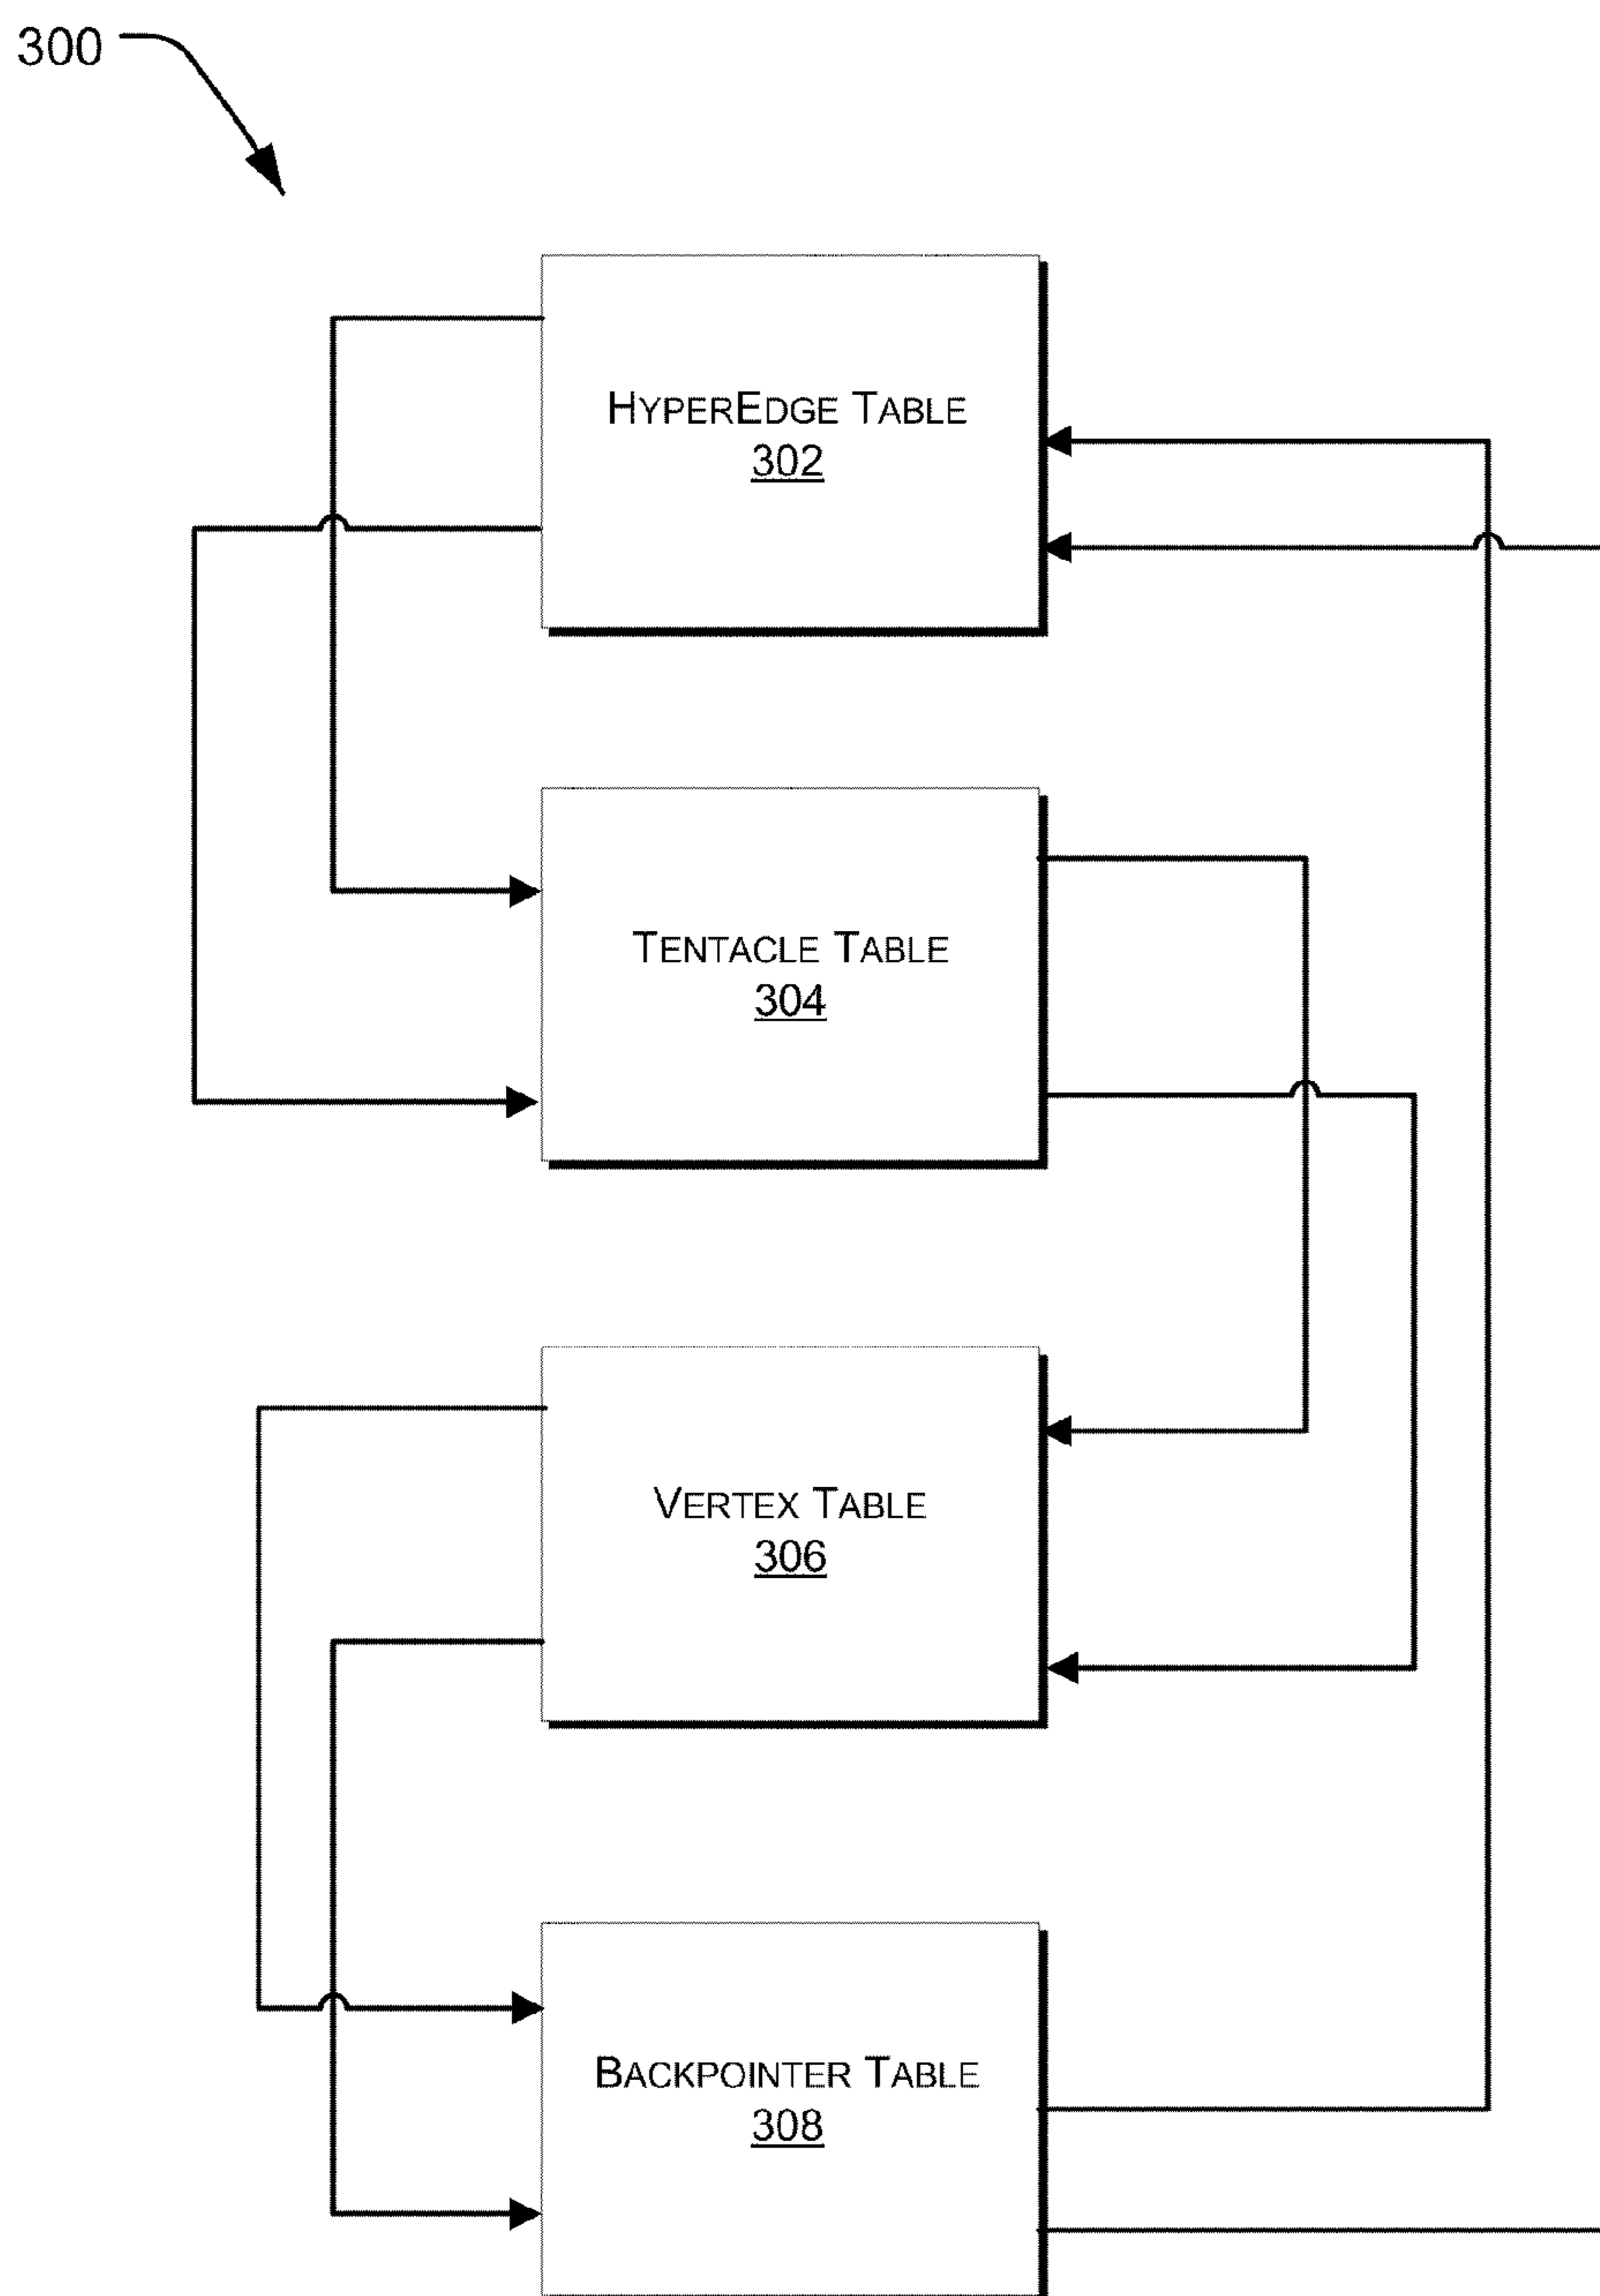 300
HYPEREDGE TABLE
302
TENTACLE TABLE
304
VERTEX TABLE
306
BACKPOINTER TABLE
308